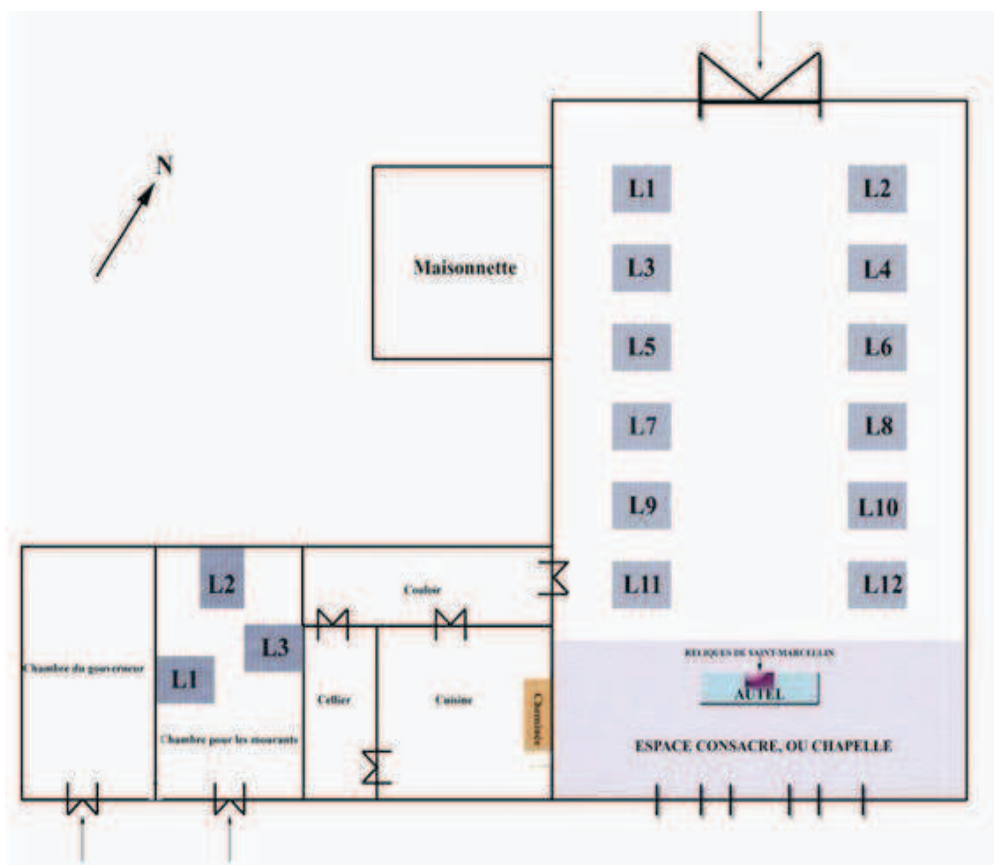 N
L1
L2
Maisonnette
L3
L4
L5
L6
L7
L8
L9
L10
L11
L12
L2
Couloir
L3
L1
Chambre du gouverneur
Chambre pour les mourants
Cellier
Cuisine
Cheminée
RELIQUES DE SAINT-MARCELLIN
AUTEL
ESPACE CONSACRE, OU CHAPELLE